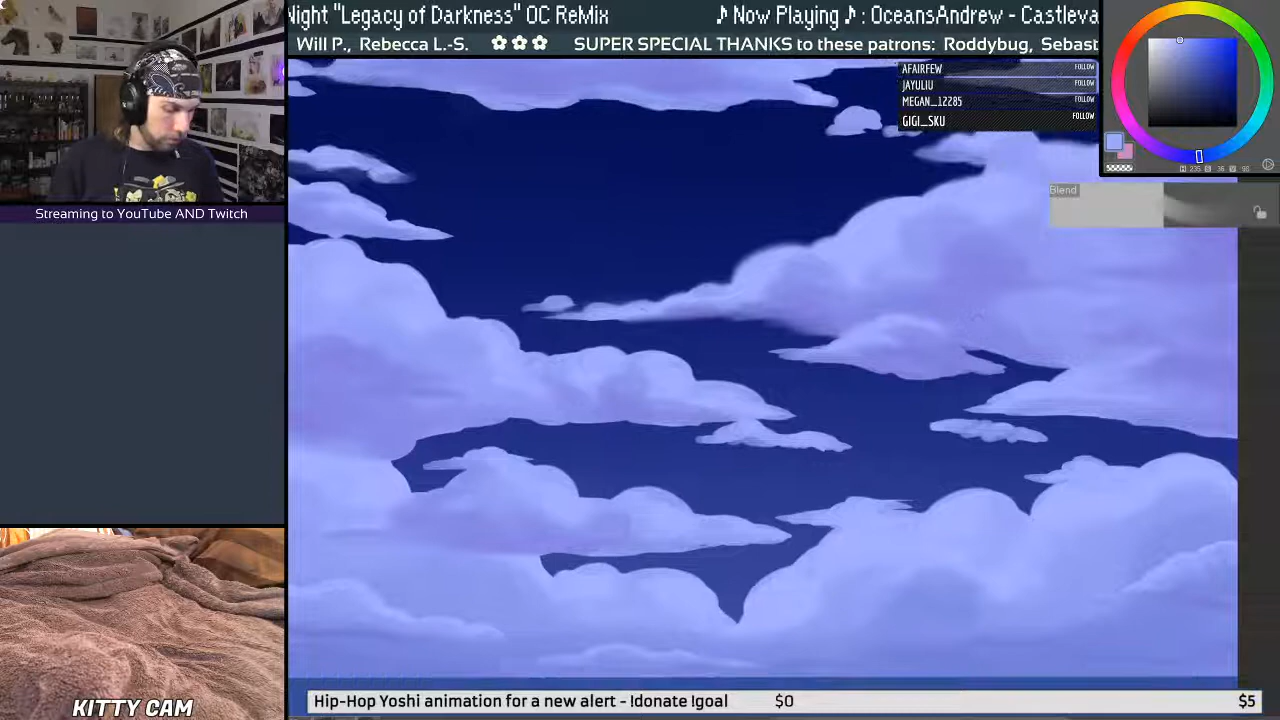 Night "Legacy of Darkness" OC ReMix ♪ Now Playing ♪ : OceansAndrew - Castleva
Will P., Rebecca L.-S. ✿ ✿ ✿ SUPER SPECIAL THANKS to these patrons: Roddybug, Sebast
AFAIRFEW FOLLOW
JAYULIU FOLLOW
MEGAN_12285 FOLLOW
GIGI_SKU FOLLOW
Blend
Streaming to YouTube AND Twitch
KITTY CAM
Hip-Hop Yoshi animation for a new alert - !donate !goal $0 $5